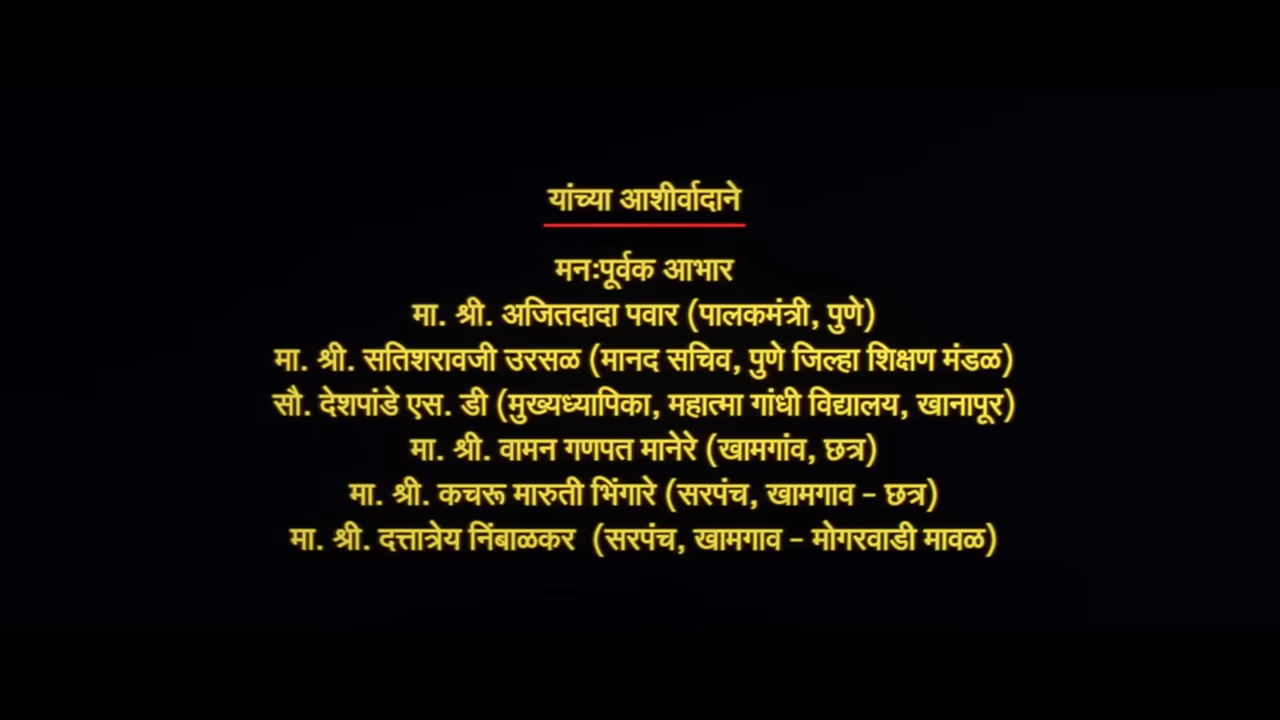 यांच्या आशीर्वादाने
मनःपूर्वक आभार
मा. श्री. अजितदादा पवार (पालकमंत्री, पुणे)
मा. श्री. सतिशरावजी उरसळ (मानद सचिव, पुणे जिल्हा शिक्षण मंडळ)
सौ. देशपांडे एस. डी (मुख्यध्यापिका, महात्मा गांधी विद्यालय, खानापूर)
मा. श्री. वामन गणपत मानेरे (खामगांव, छत्र)
मा. श्री. कचरू मारुती भिंगारे (सरपंच, खामगाव - छत्र)
मा. श्री. दत्तात्रेय निंबाळकर (सरपंच, खामगाव - मोगरवाडी मावळ)